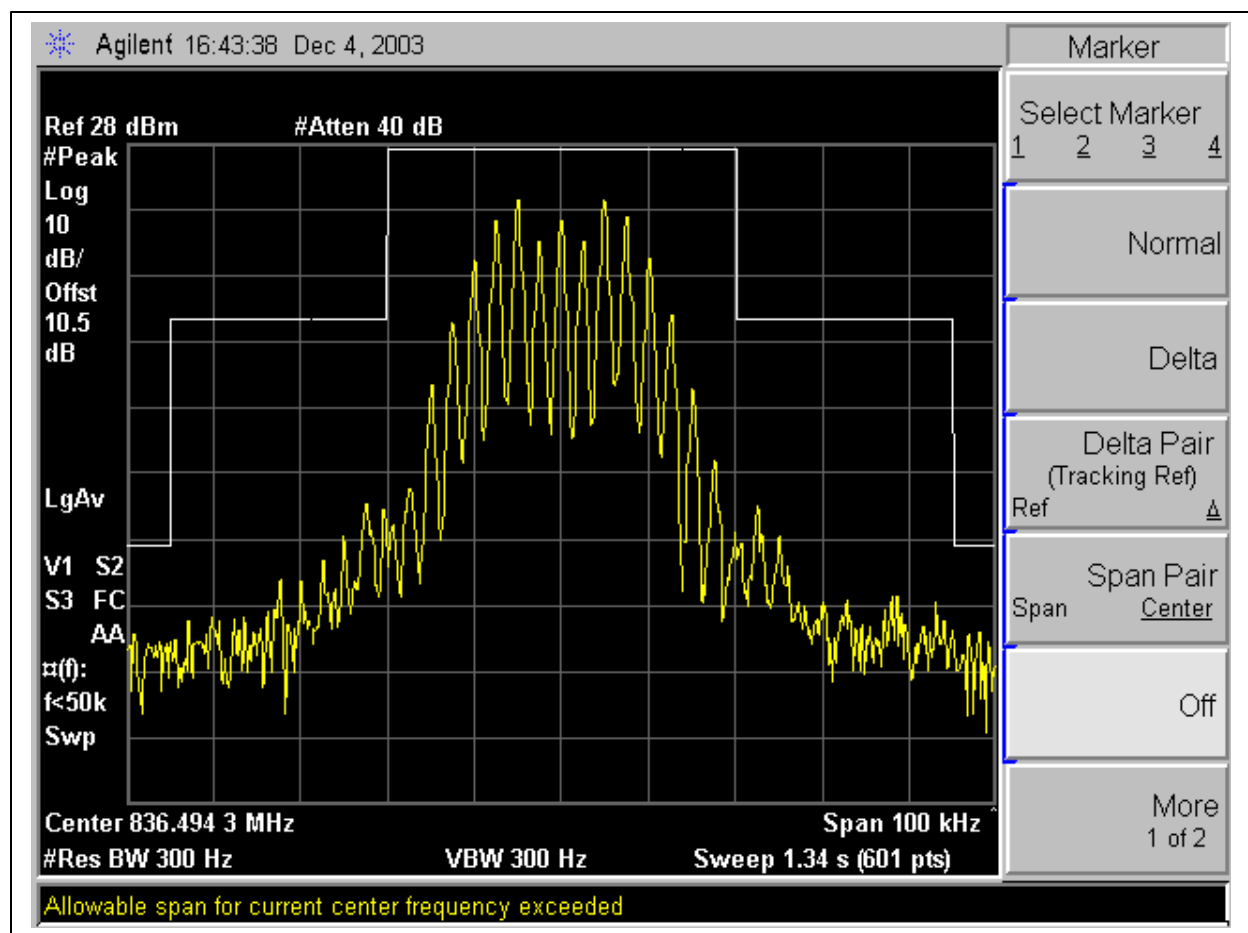 Agilent 16:43:38 Dec 4, 2003
Marker
Ref 28 dBm #Atten 40 dB
#Peak
Log
10
dB/
Offst
10.5
dB
LgAv
V1 S2
S3 FC
AA
¤(f):
f<50k
Swp
Center 836.494 3 MHz Span 100 kHz
#Res BW 300 Hz VBW 300 Hz Sweep 1.34 s (601 pts)
Allowable span for current center frequency exceeded
Select Marker
1 2 3 4
Normal
Delta
Delta Pair
(Tracking Ref)
Ref Δ
Span Pair
Span Center
Off
More
1 of 2